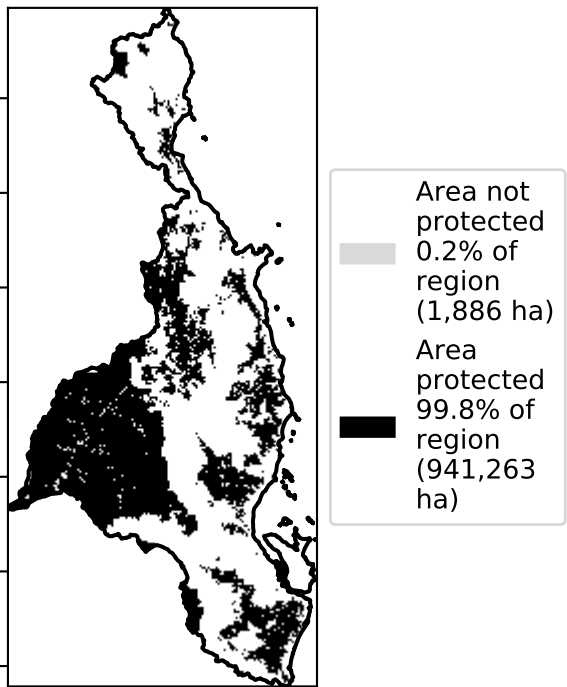 Area not
protected
0.2% of
region
(1,886 ha)
Area
protected
99.8% of
region
(941,263
ha)